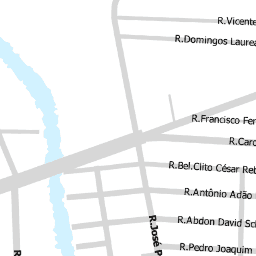 R.Vicente
R.Domingos Laurea
R.Francisco Fer
R.Caro
R.Bel.Clito César Reb
R.Antônio Adão
R.Abdon David Sc
R.José P
R.Pedro Joaquim
R